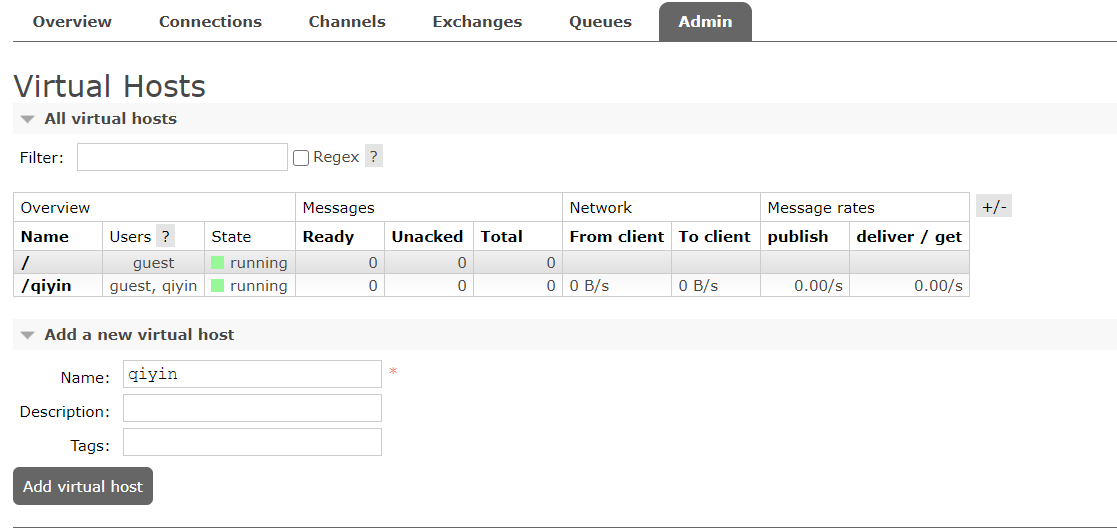 Overview Connections Channels Exchanges Queues Admin
Virtual Hosts
All virtual hosts
Filter: Regex ?
Overview Messages Network Message rates +/-
Name Users ? State Ready Unacked Total From client To client publish deliver / get
/ guest running 0 0 0
/qiyin guest, qiyin running 0 0 0 0 B/s 0 B/s 0.00/s 0.00/s
Add a new virtual host
Name: qiyin *
Description:
Tags:
Add virtual host